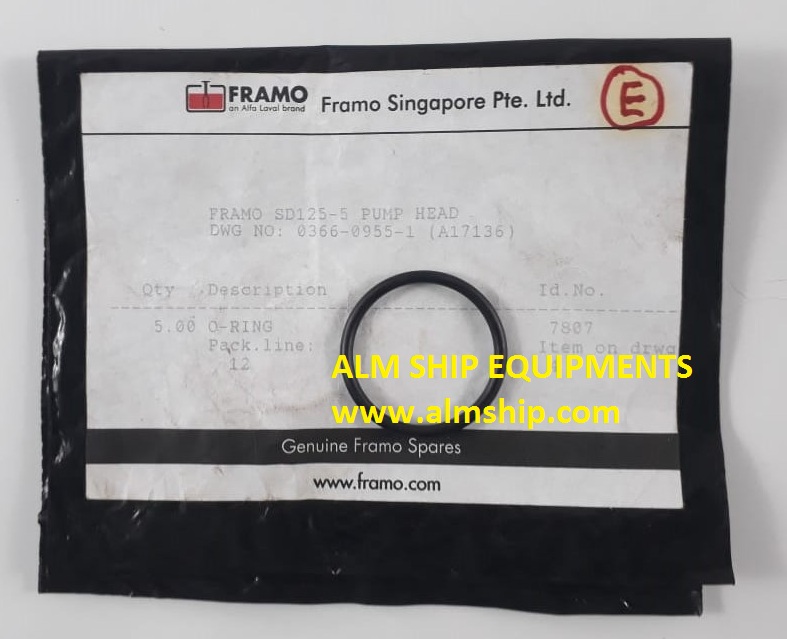 FRAMO
an Alfa Laval brand
Framo Singapore Pte. Ltd.
E
FRAMO SD125-5 PUMP HEAD
DWG NO: 0366-0955-1 (A17136)
Qty Description Id.No.
5.00 O-RING 7807
Pack.line: Item on drwg
12
ALM SHIP EQUIPMENTS
www.almship.com
Genuine Framo Spares
www.framo.com